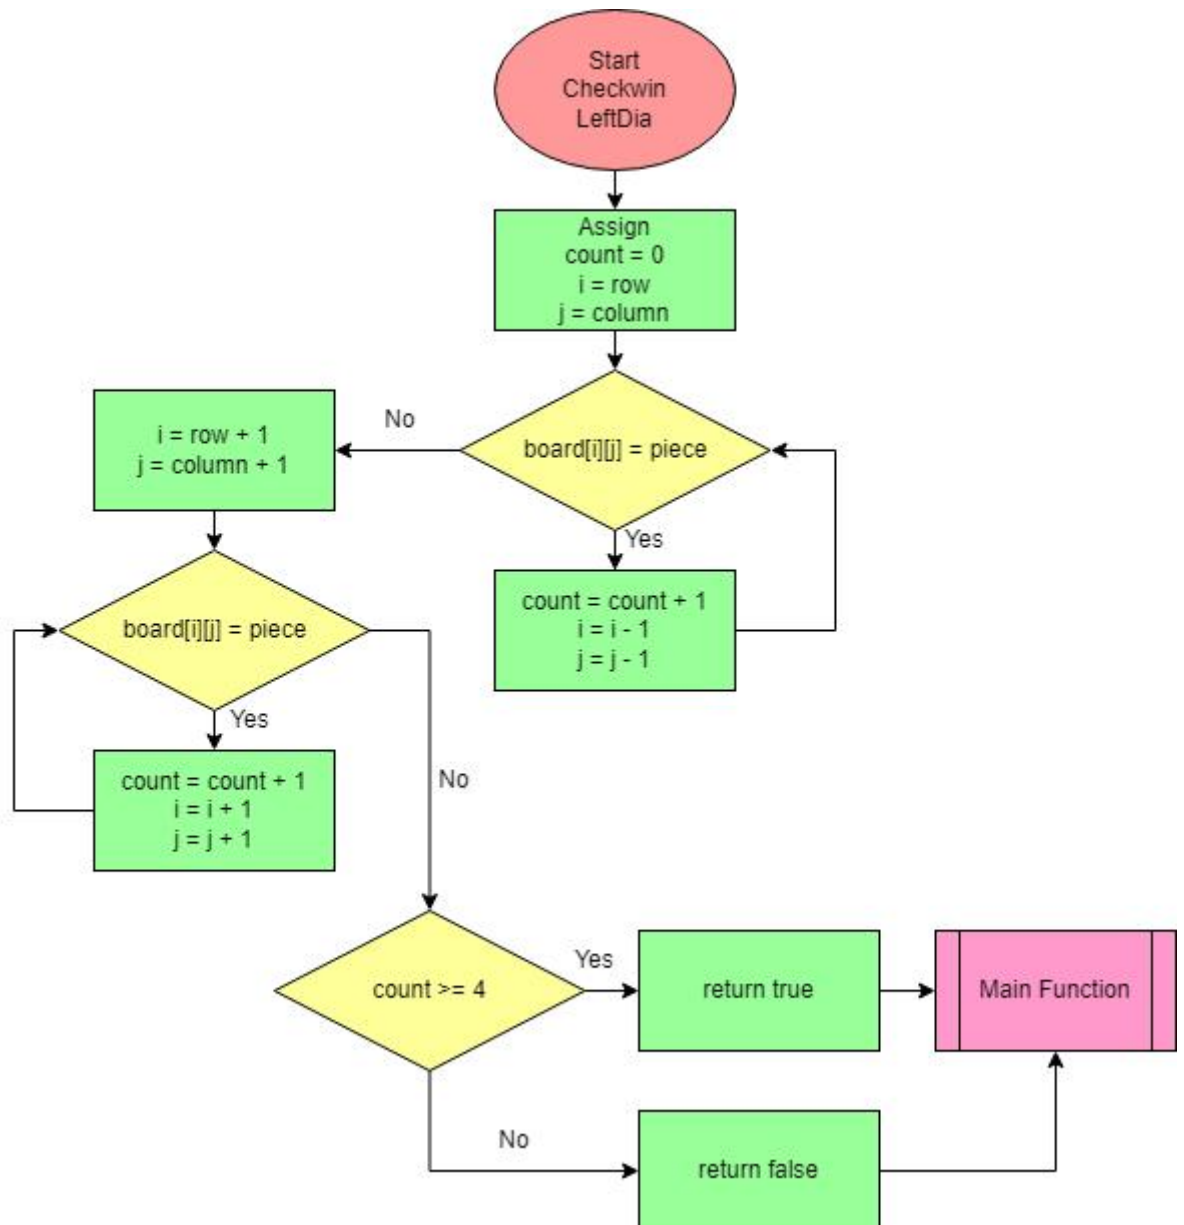 Start
Checkwin
LeftDia
Assign
count = 0
i = row
j = column
board[i][j] = piece
No
Yes
count = count + 1
i = i - 1
j = j - 1
i = row + 1
j = column + 1
board[i][j] = piece
Yes
No
count = count + 1
i = i + 1
j = j + 1
count >= 4
Yes
return true
Main Function
No
return false